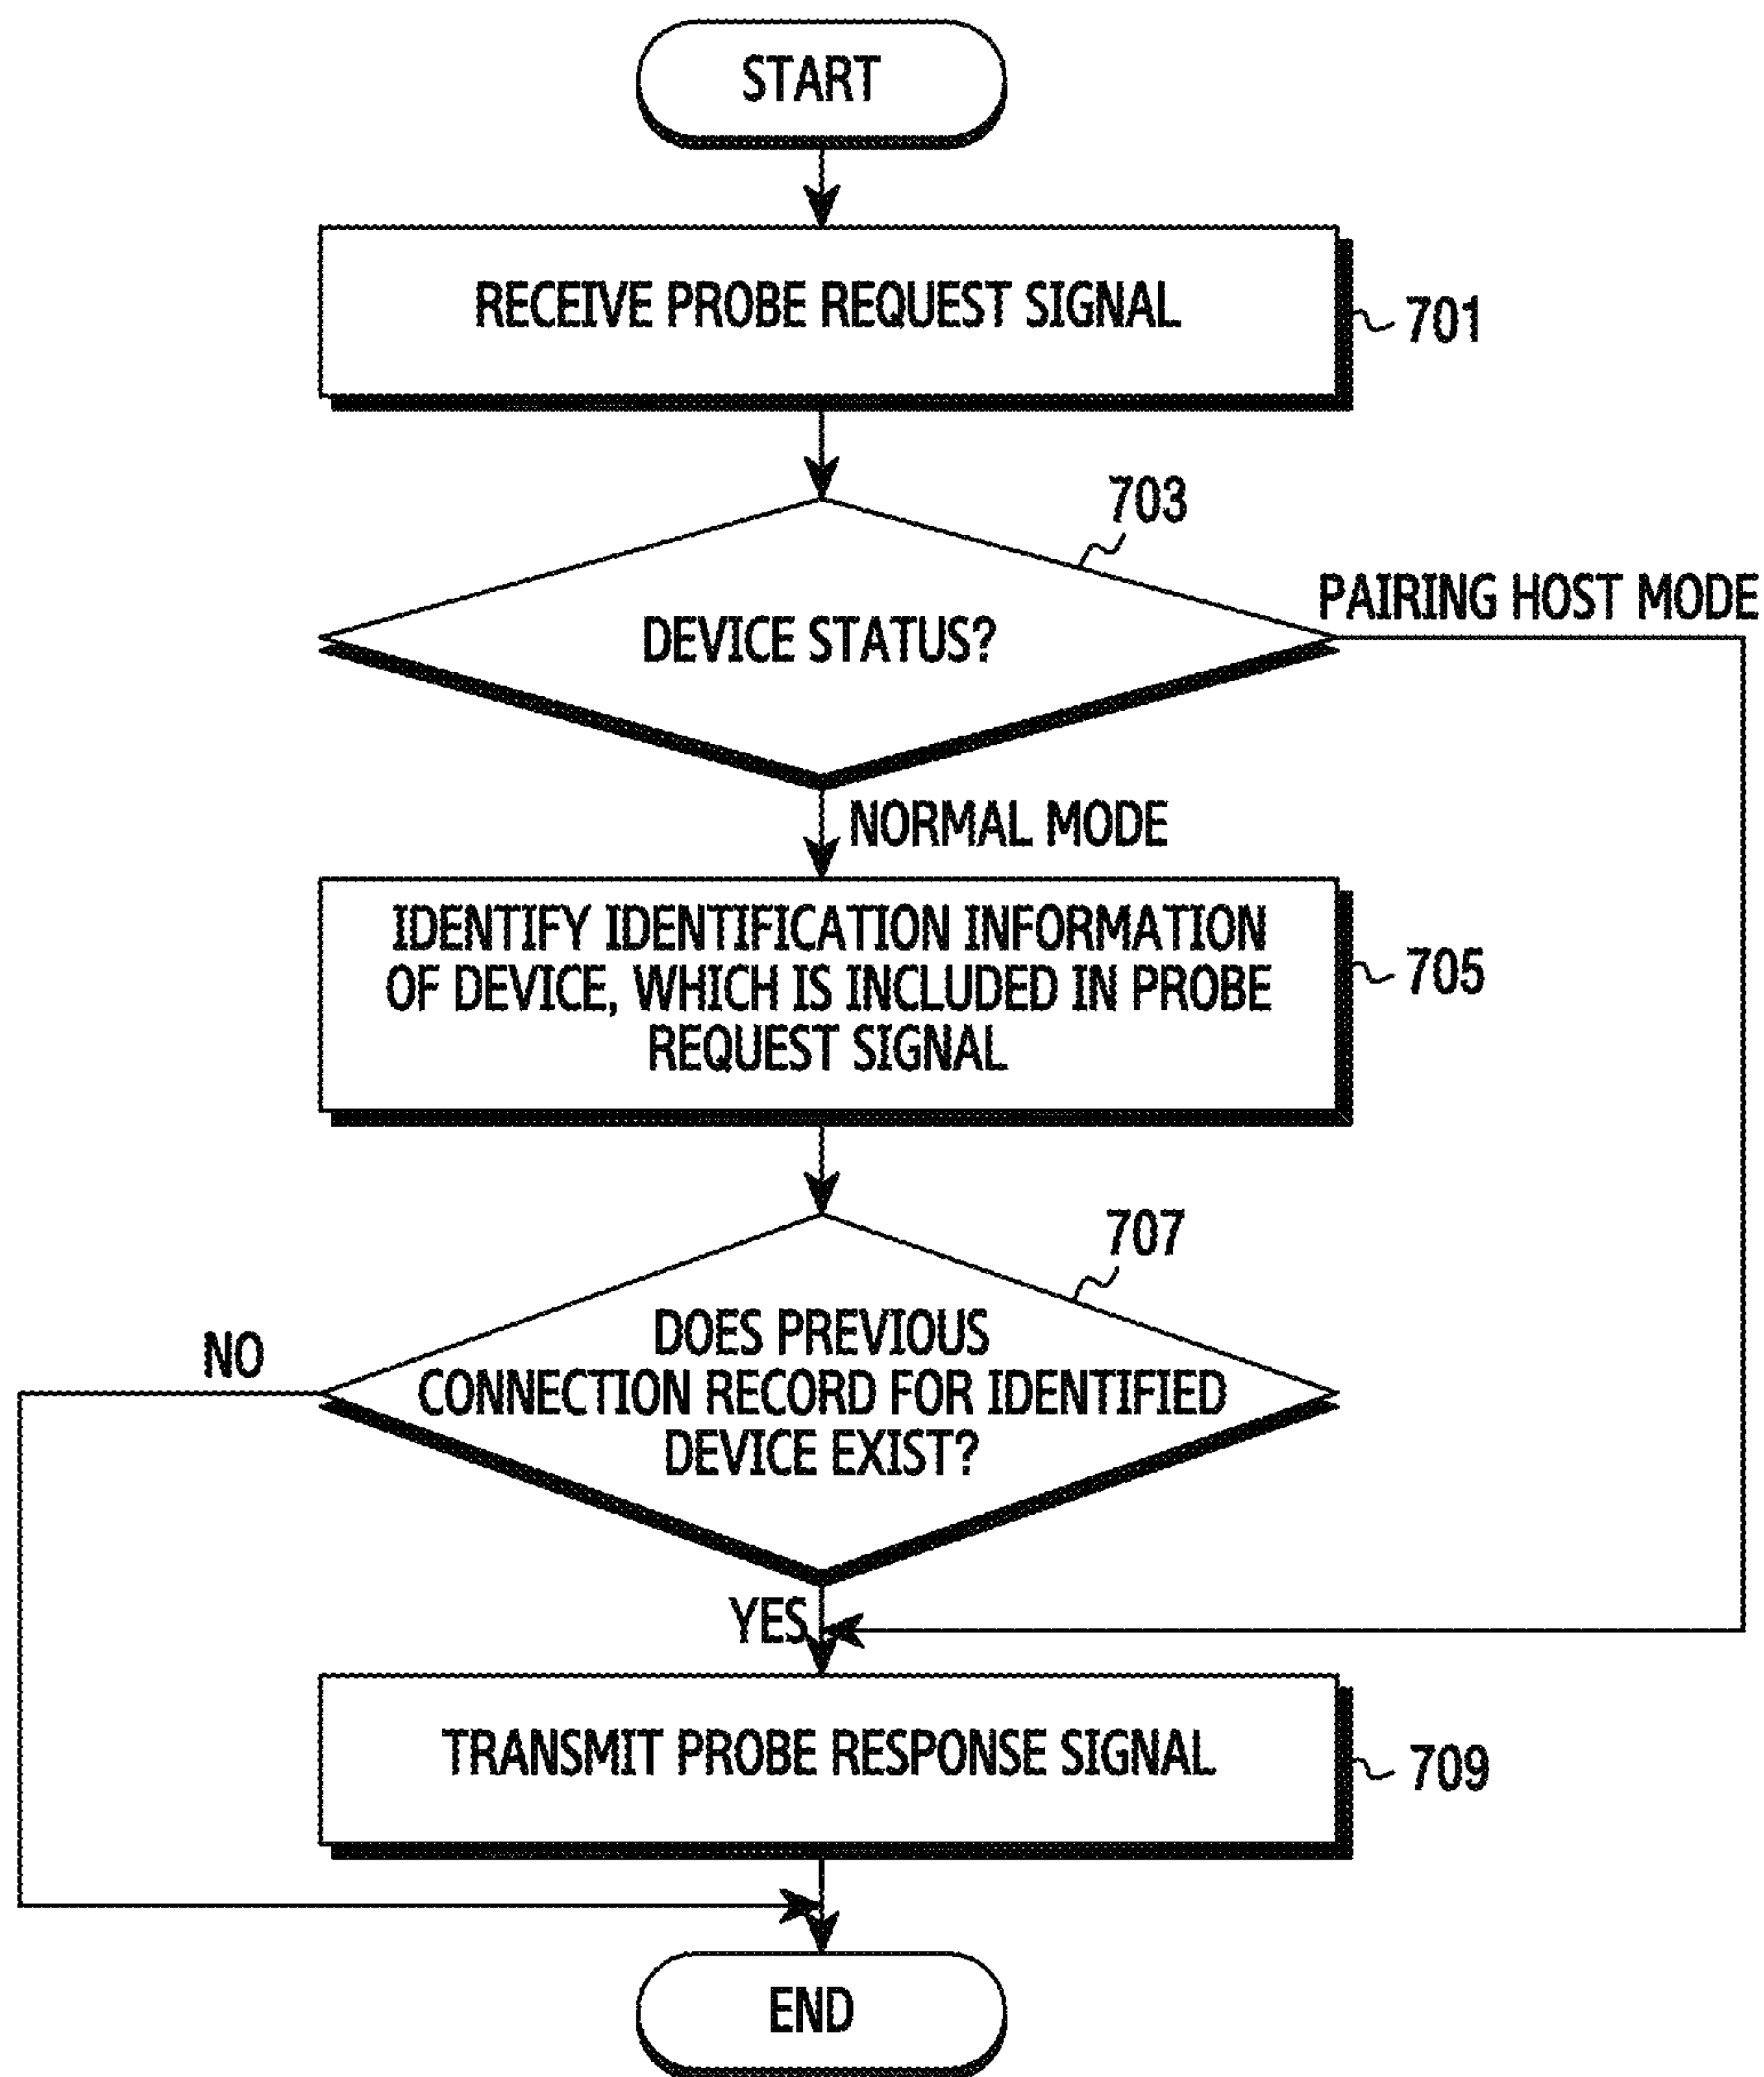 START
RECEIVE PROBE REQUEST SIGNAL
701
703
DEVICE STATUS?
PAIRING HOST MODE
NORMAL MODE
IDENTIFY IDENTIFICATION INFORMATION
OF DEVICE, WHICH IS INCLUDED IN PROBE
REQUEST SIGNAL
705
707
DOES PREVIOUS
CONNECTION RECORD FOR IDENTIFIED
DEVICE EXIST?
NO
YES
TRANSMIT PROBE RESPONSE SIGNAL
709
END